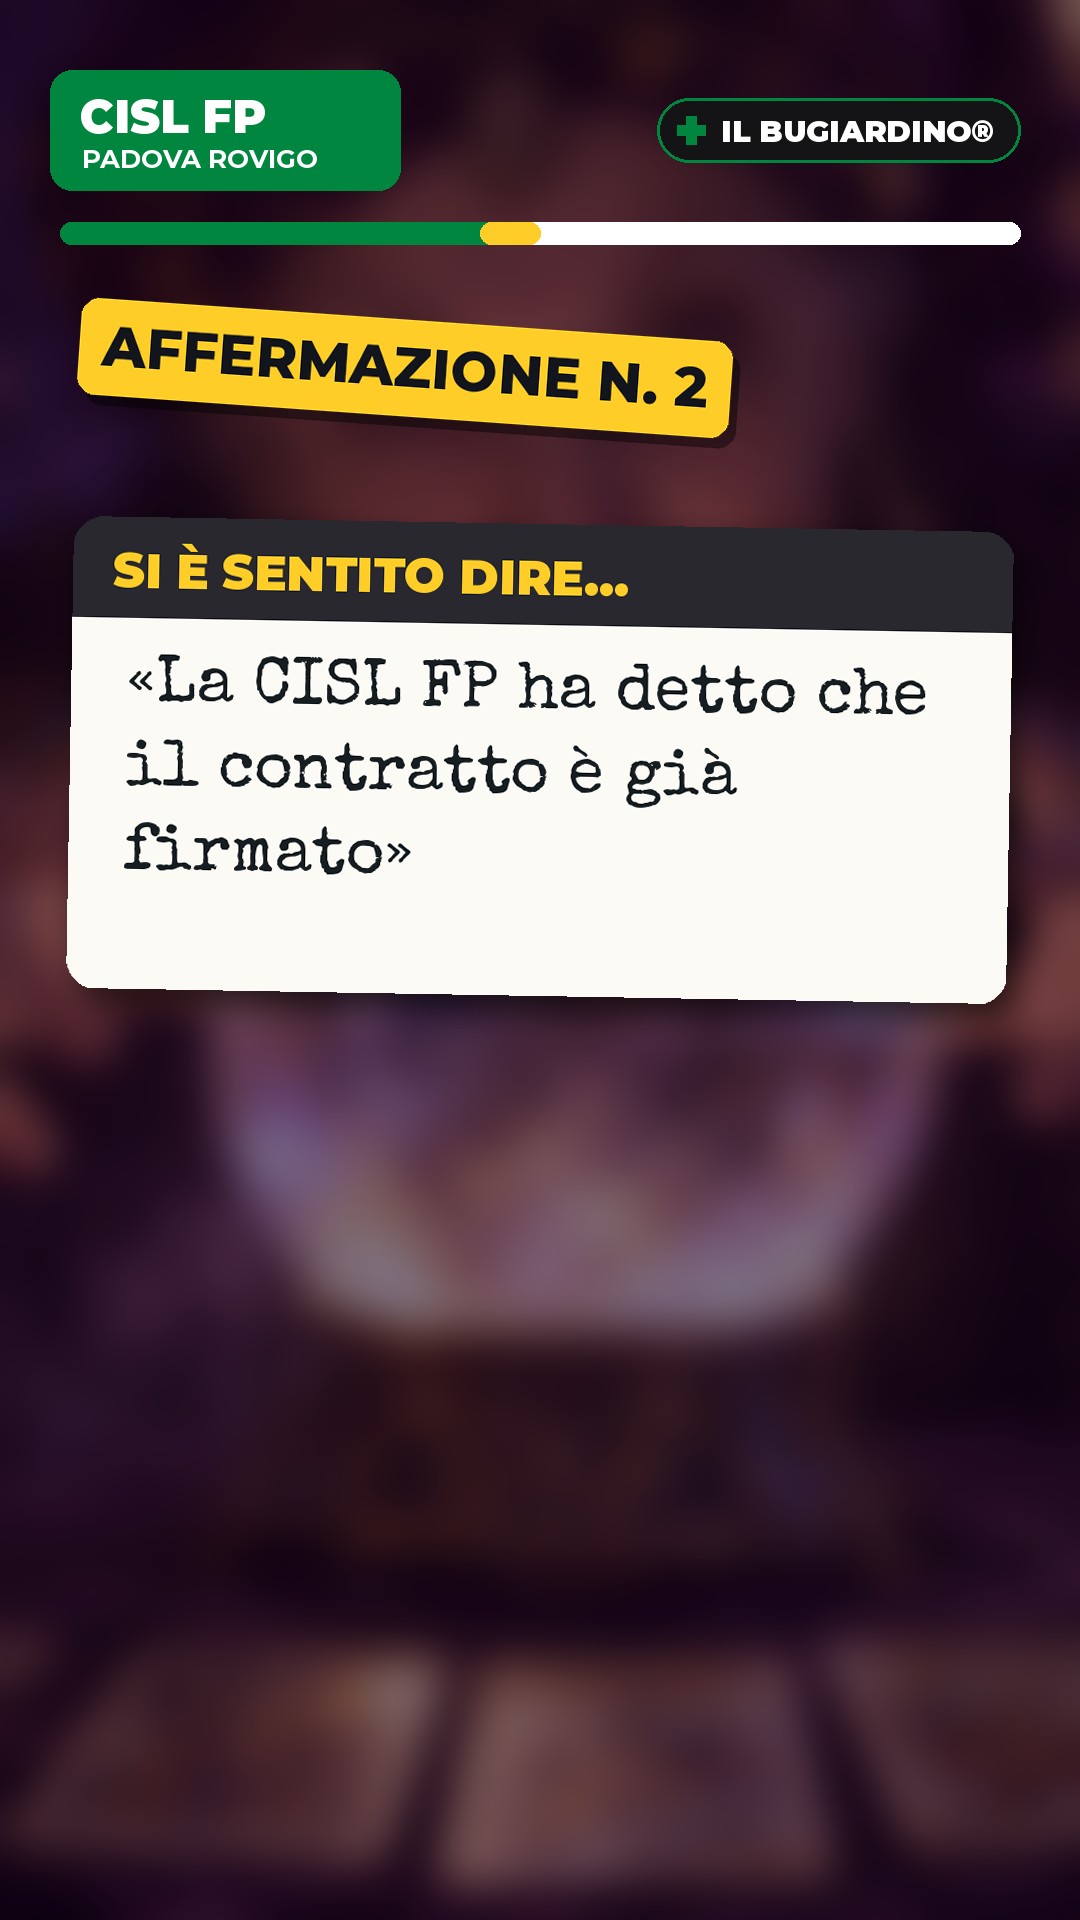 CISL FP
PADOVA ROVIGO
IL BUGIARDINO®
AFFERMAZIONE N. 2
SI È SENTITO DIRE...
«La CISL FP ha detto che
il contratto è già
firmato»